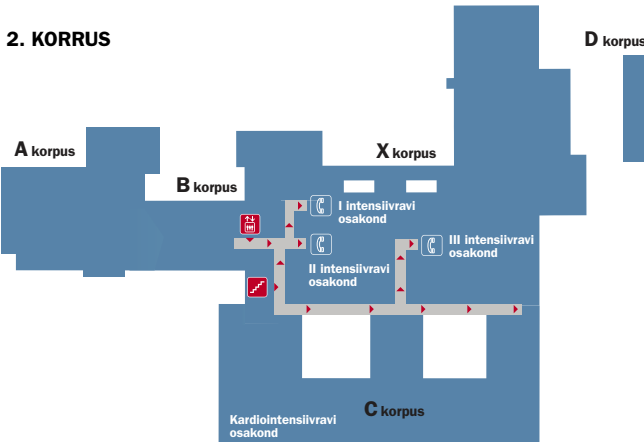 2. KORRUS
D korpus
A korpus
X korpus
B korpus
I intensiivravi
osakond
III intensiivravi
osakond
II intensiivravi
osakond
C korpus
Kardiointensiivravi
osakond